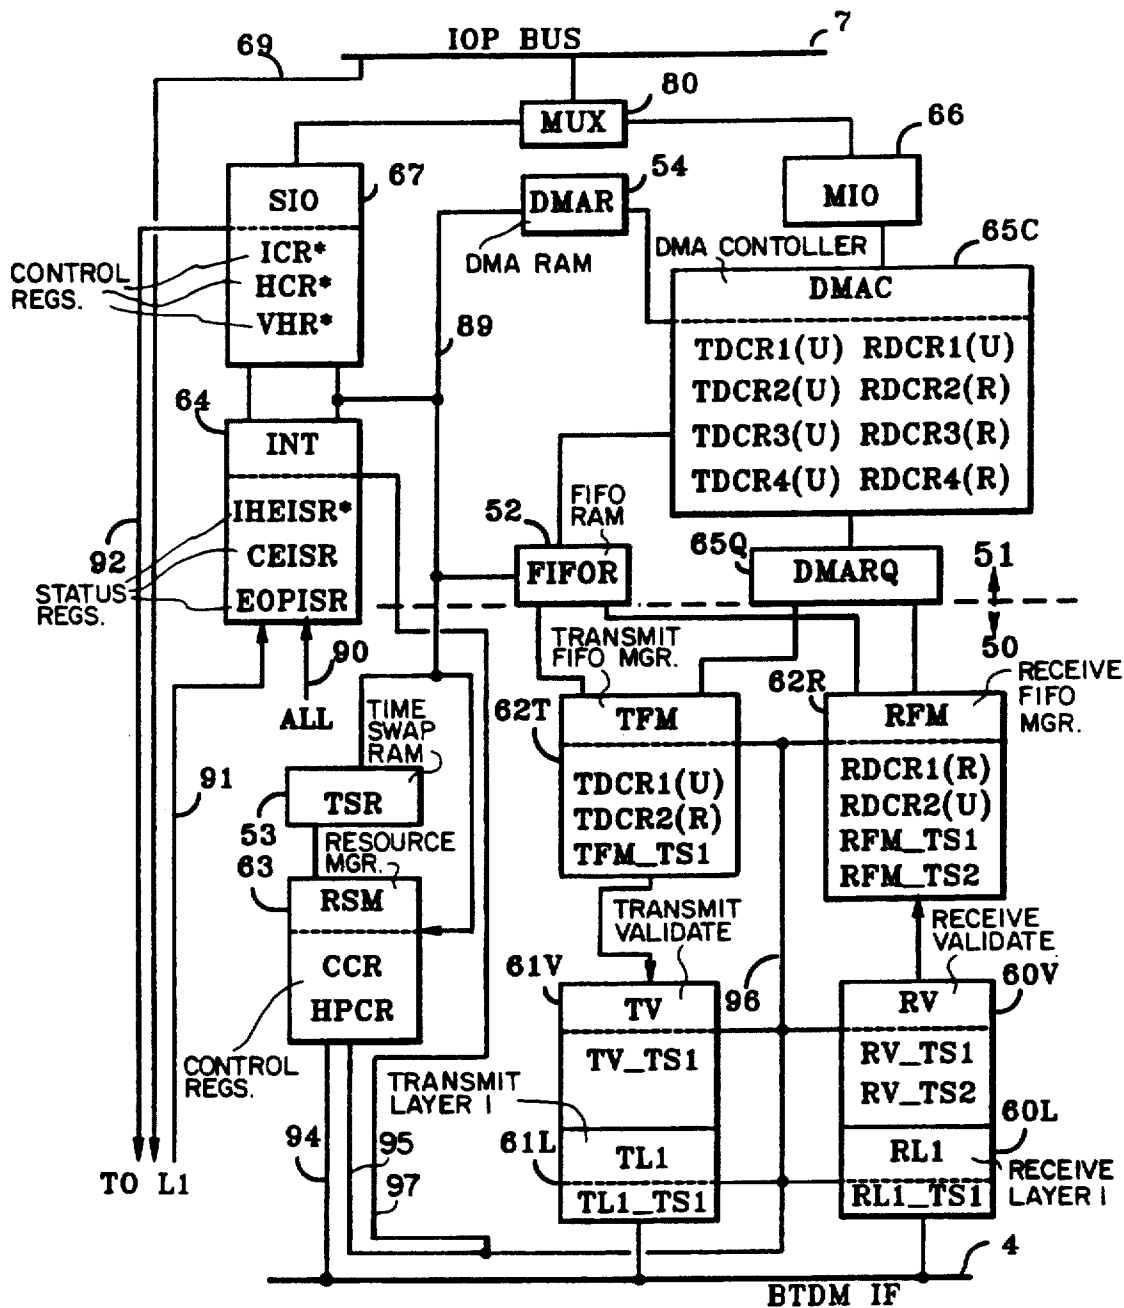 IOP BUS
7
69
80
MUX
66
67
54
SIO
DMAR
MIO
DMA RAM
DMA CONTOLLER
65C
CONTROL
REGS.
ICR*
HCR*
VHR*
DMAC
89
TDCR1(U) RDCR1(U)
TDCR2(U) RDCR2(R)
TDCR3(U) RDCR3(R)
TDCR4(U) RDCR4(R)
64
INT
FIFO
RAM
52
92
IHEISR*
CEISR
EOPISR
STATUS
REGS.
FIFOR
65Q
DMARQ
51
50
90
ALL
TRANSMIT
FIFO MGR.
62T
TFM
62R
RFM
RECEIVE
FIFO
MGR.
TIME
SWAP
RAM
91
TSR
53
TDCR1(U)
TDCR2(R)
TFM_TS1
RDCR1(R)
RDCR2(U)
RFM_TS1
RFM_TS2
RESOURCE
MGR.
63
RSM
CCR
HPCR
TRANSMIT
VALIDATE
RECEIVE
VALIDATE
61V
TV
96
RV
60V
TV_TS1
RV_TS1
RV_TS2
CONTROL
REGS.
TRANSMIT
LAYER 1
94
95
97
61L
TL1
TL1_TS1
60L
RL1
RL1_TS1
RECEIVE
LAYER 1
TO L1
4
BTDM IF